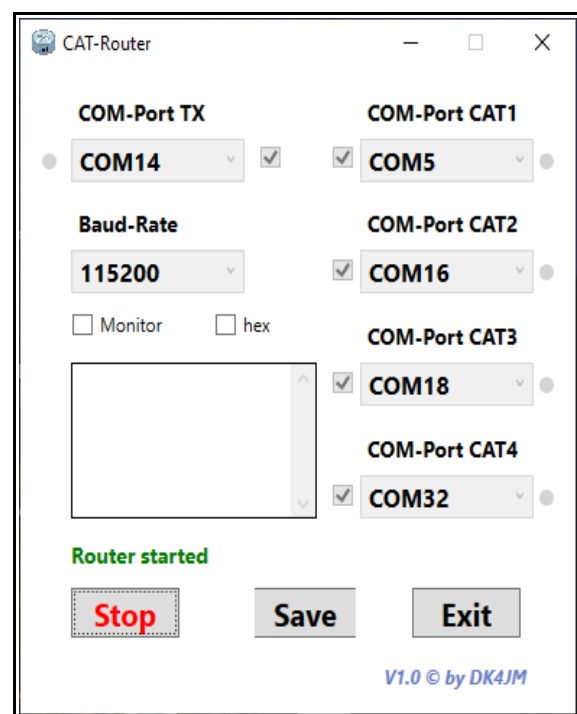 CAT-Router
COM-Port TX
COM-Port CAT1
COM14
COM5
Baud-Rate
COM-Port CAT2
115200
COM16
Monitor
hex
COM-Port CAT3
COM18
COM-Port CAT4
COM32
Router started
Stop
Save
Exit
V1.0 © by DK4JM